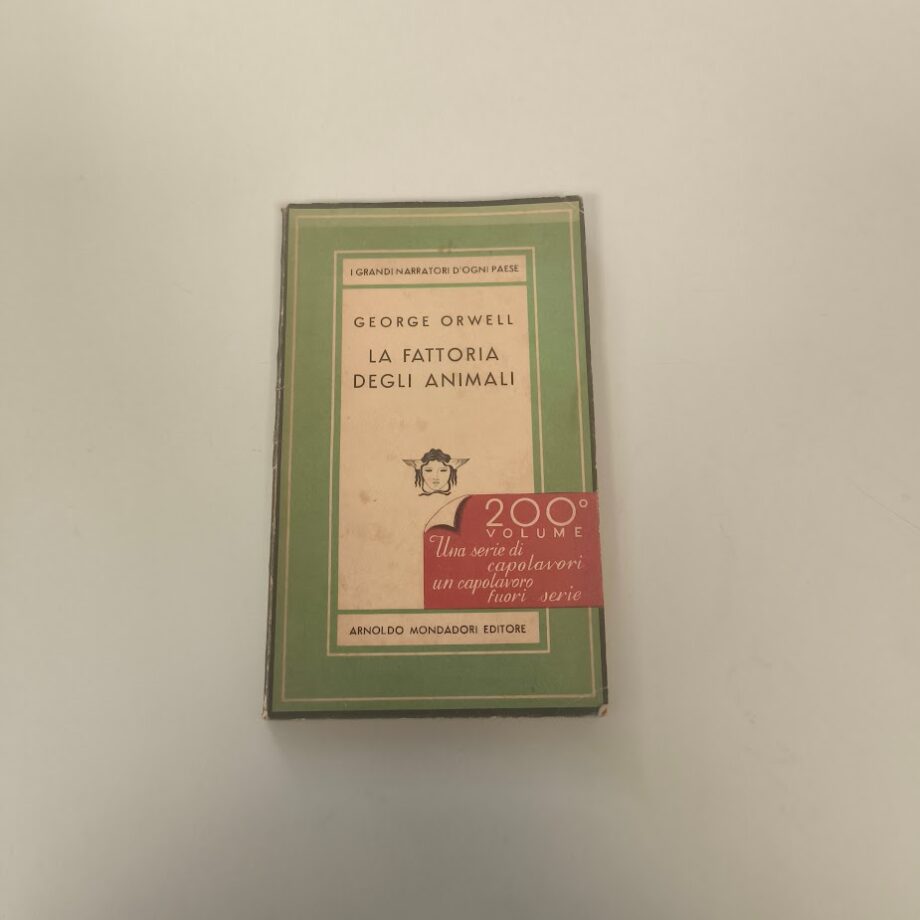 I GRANDI NARRATORI D'OGNI PAESE
GEORGE ORWELL
LA FATTORIA
DEGLI ANIMALI
200°
VOLUME
Una serie di
capolavori
un capolavoro
fuori serie
ARNOLDO MONDADORI EDITORE